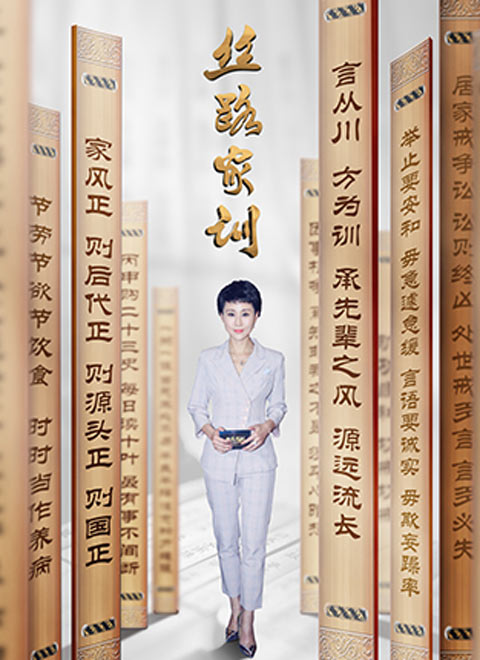 丝路家训
节劳节欲节饮食 时时当作养病
家风正 则后代正 则源头正 则国正
丙申购二十三史 每日读十叶 虽有事不间断
言从川 方为训 承先辈之风 源远流长
举止要安和 毋急遽怠缓 言语要诚实 毋欺妄躁率
居家戒争讼 讼则终凶 处世戒多言 言多必失